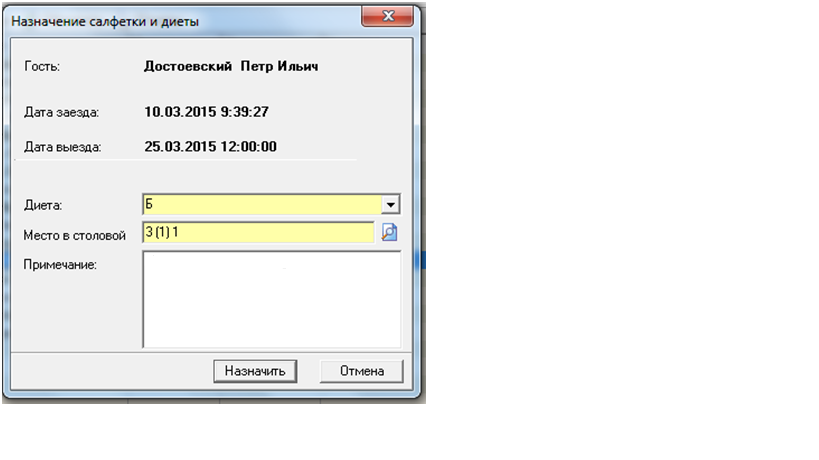 Назначение салфетки и диеты
Гость: Достоевский Петр Ильич
Дата заезда: 10.03.2015 9:39:27
Дата выезда: 25.03.2015 12:00:00
Диета: Б
Место в столовой 3 (1) 1
Примечание:
Назначить Отмена